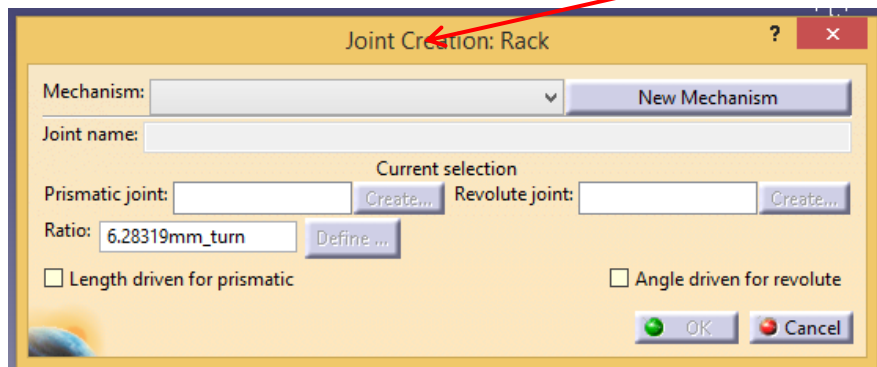 Joint Creation: Rack ? ×
Mechanism: New Mechanism
Joint name:
Current selection
Prismatic joint: Create... Revolute joint: Create...
Ratio: 6.28319mm_turn Define ...
Length driven for prismatic Angle driven for revolute
OK Cancel